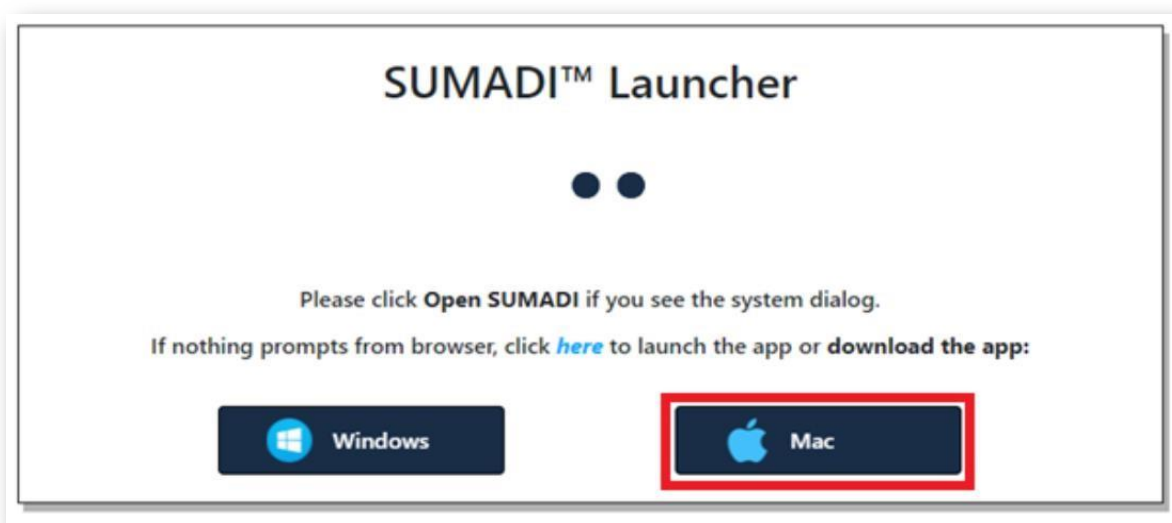 SUMADI™ Launcher
Please click Open SUMADI if you see the system dialog.
If nothing prompts from browser, click here to launch the app or download the app:
Windows
Mac